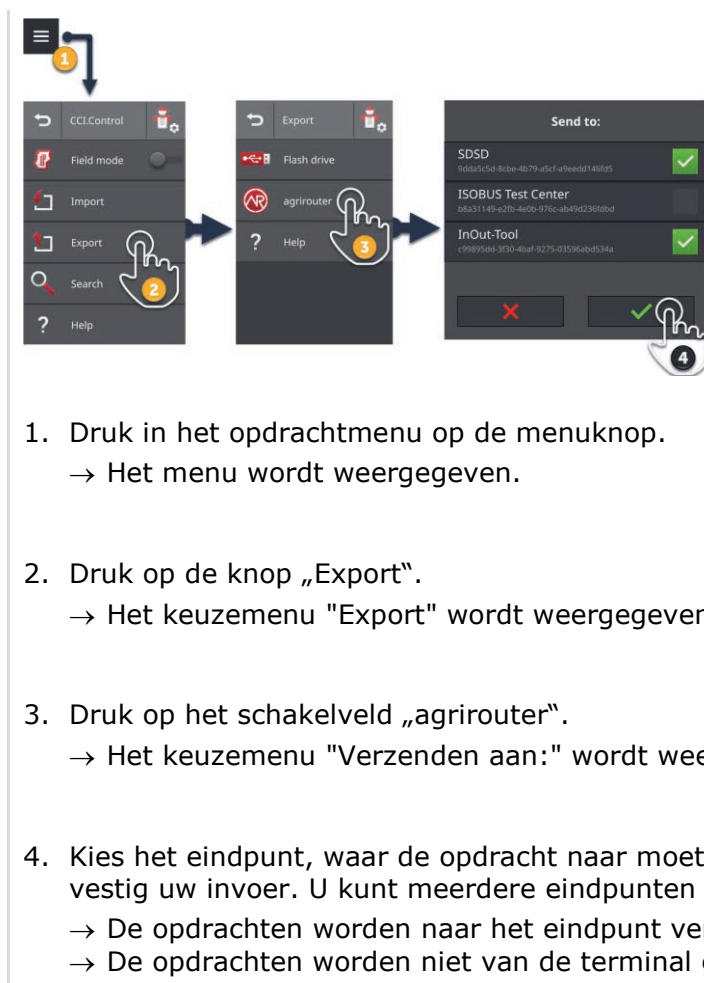 1
CCI.Control
Field mode
Import
Export
Search
? Help
2
Export
Flash drive
AR agrirouter
? Help
3
Send to:
SDSD
9dda5c5d-8cbe-4b79-a5cf-a9eedd146fd5
ISOBUS Test Center
b8a31149-e2fb-4e0b-976c-ab49d236fdbd
InOut-Tool
c99895dd-3f30-4baf-9275-03596abd534a
4
1. Druk in het opdrachtmenu op de menuknop.
→ Het menu wordt weergegeven.
2. Druk op de knop „Export“.
→ Het keuzemenu "Export" wordt weergegeven
3. Druk op het schakelveld „agrirouter“.
→ Het keuzemenu "Verzenden aan:" wordt wee
4. Kies het eindpunt, waar de opdracht naar moet
vestig uw invoer. U kunt meerdere eindpunten
→ De opdrachten worden naar het eindpunt ver
→ De opdrachten worden niet van de terminal